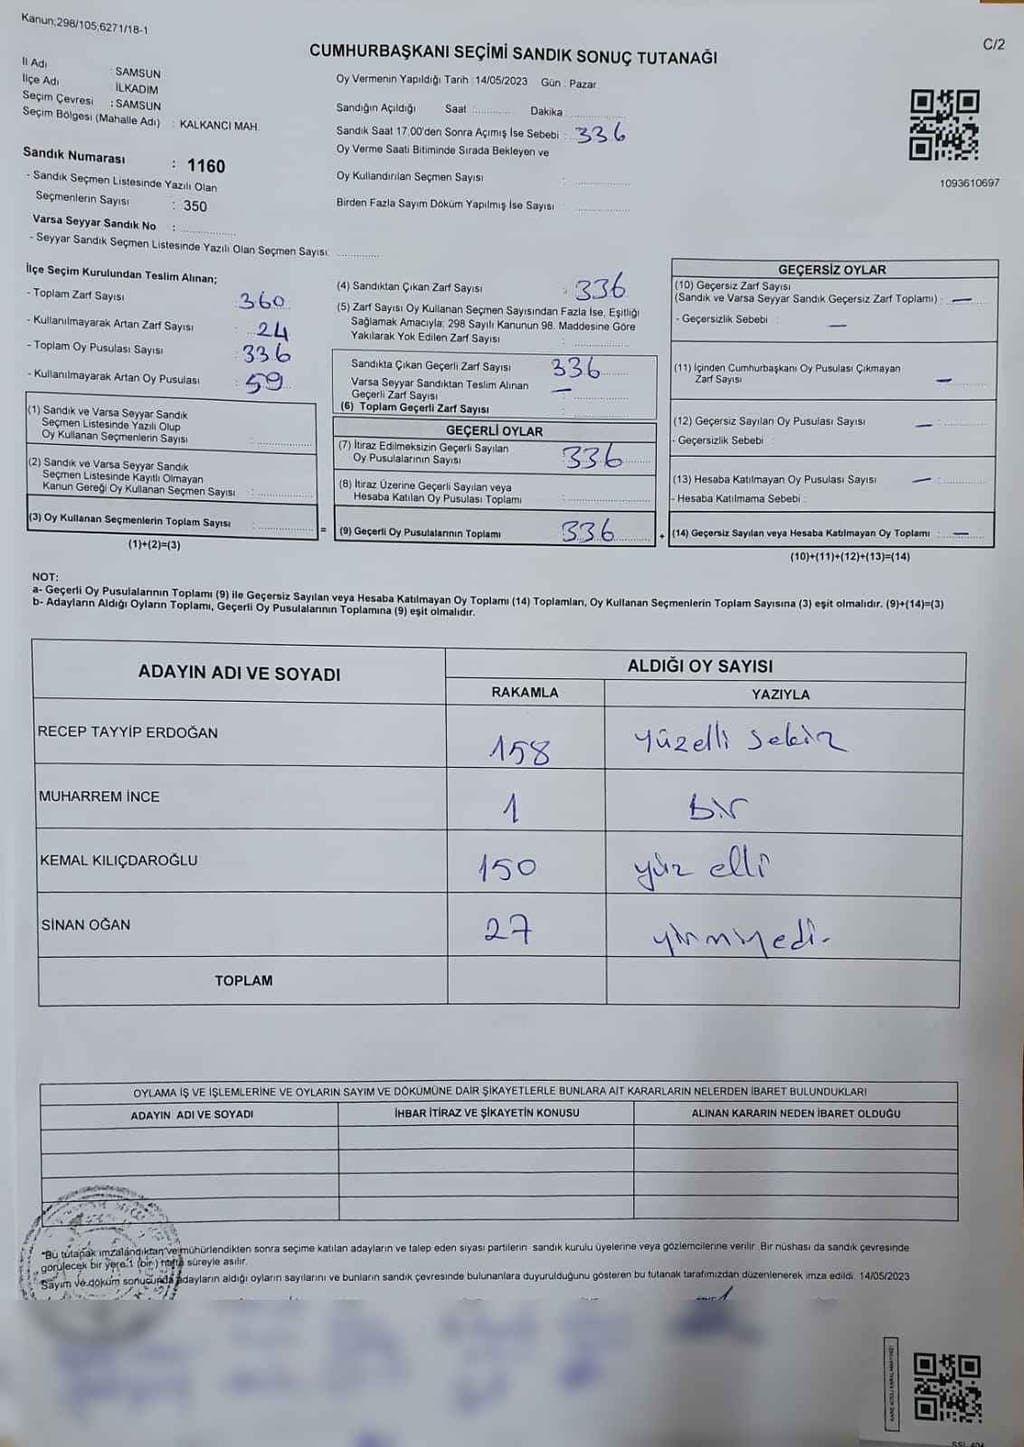 Kanun;298/105;6271/18-1
C/2
CUMHURBAŞKANI SEÇİMİ SANDIK SONUÇ TUTANAĞI
İl Adı : SAMSUN
İlçe Adı İLKADIM
Seçim Çevresi : SAMSUN
Seçim Bölgesi (Mahalle Adı) : KALKANCI MAH.
Sandık Numarası : 1160
- Sandık Seçmen Listesinde Yazılı Olan
Seçmenlerin Sayısı : 350
Varsa Seyyar Sandık No :
- Seyyar Sandık Seçmen Listesinde Yazılı Olan Seçmen Sayısı:
Oy Vermenin Yapıldığı Tarih : 14/05/2023 Gün : Pazar
Sandığın Açıldığı Saat Dakika
Sandık Saat 17.00'den Sonra Açımış İse Sebebi : 336
Oy Verme Saati Bitiminde Sırada Bekleyen ve
Oy Kullandırılan Seçmen Sayısı :
Birden Fazla Sayım Döküm Yapılmış İse Sayısı
1093610697
İlçe Seçim Kurulundan Teslim Alınan;
- Toplam Zarf Sayısı : 360
- Kullanılmayarak Artan Zarf Sayısı : 24
- Toplam Oy Pusulası Sayısı : 336
- Kullanılmayarak Artan Oy Pusulası : 59
(1) Sandık ve Varsa Seyyar Sandık
Seçmen Listesinde Yazılı Olup
Oy Kullanan Seçmenlerin Sayısı :
(2) Sandık ve Varsa Seyyar Sandık
Seçmen Listesinde Kayıtlı Olmayan
Kanun Gereği Oy Kullanan Seçmen Sayısı :
(3) Oy Kullanan Seçmenlerin Toplam Sayısı :
(1)+(2)=(3)
(4) Sandıktan Çıkan Zarf Sayısı : 336
(5) Zarf Sayısı Oy Kullanan Seçmen Sayısından Fazla İse, Eşitliği
Sağlamak Amacıyla; 298 Sayılı Kanunun 98. Maddesine Göre
Yakılarak Yok Edilen Zarf Sayısı :
Sandıkta Çıkan Geçerli Zarf Sayısı 336
Varsa Seyyar Sandıktan Teslim Alınan
Geçerli Zarf Sayısı : —
(6) Toplam Geçerli Zarf Sayısı :
GEÇERLİ OYLAR
(7) İtiraz Edilmeksizin Geçerli Sayılan
Oy Pusulalarının Sayısı 336
(8) İtiraz Üzerine Geçerli Sayılan veya
Hesaba Katılan Oy Pusulası Toplamı :
= (9) Geçerli Oy Pusulalarının Toplamı 336
GEÇERSİZ OYLAR
(10) Geçersiz Zarf Sayısı
(Sandık ve Varsa Seyyar Sandık Geçersiz Zarf Toplamı) : —
- Geçersizlik Sebebi : —
(11) İçinden Cumhurbaşkanı Oy Pusulası Çıkmayan
Zarf Sayısı : —
(12) Geçersiz Sayılan Oy Pusulası Sayısı : —
- Geçersizlik Sebebi :
(13) Hesaba Katılmayan Oy Pusulası Sayısı : —
- Hesaba Katılmama Sebebi :
+ (14) Geçersiz Sayılan veya Hesaba Katılmayan Oy Toplamı : —
(10)+(11)+(12)+(13)=(14)
NOT:
a- Geçerli Oy Pusulalarının Toplamı (9) ile Geçersiz Sayılan veya Hesaba Katılmayan Oy Toplamı (14) Toplamları, Oy Kullanan Seçmenlerin Toplam Sayısına (3) eşit olmalıdır. (9)+(14)=(3)
b- Adayların Aldığı Oyların Toplamı, Geçerli Oy Pusulalarının Toplamına (9) eşit olmalıdır.
ADAYIN ADI VE SOYADI ALDIĞI OY SAYISI
RAKAMLA YAZIYLA
RECEP TAYYİP ERDOĞAN 158 yüzelli sekiz
MUHARREM İNCE 1 bir
KEMAL KILIÇDAROĞLU 150 yüz elli
SİNAN OĞAN 27 yirmiyedi-
TOPLAM
OYLAMA İŞ VE İŞLEMLERİNE VE OYLARIN SAYIM VE DÖKÜMÜNE DAİR ŞİKAYETLERLE BUNLARA AİT KARARLARIN NELERDEN İBARET BULUNDUKLARI
ADAYIN ADI VE SOYADI İHBAR İTİRAZ VE ŞİKAYETİN KONUSU ALINAN KARARIN NEDEN İBARET OLDUĞU
*Bu tutanak imzalandıktan ve mühürlendikten sonra seçime katılan adayların ve talep eden siyasi partilerin sandık kurulu üyelerine veya gözlemcilerine verilir. Bir nüshası da sandık çevresinde
görülecek bir yere 1 (bir) hafta süreyle asılır.
Sayım ve döküm sonucunda adayların aldığı oyların sayılarını ve bunların sandık çevresinde bulunanlara duyurulduğunu gösteren bu tutanak tarafımızdan düzenlenerek imza edildi. 14/05/2023